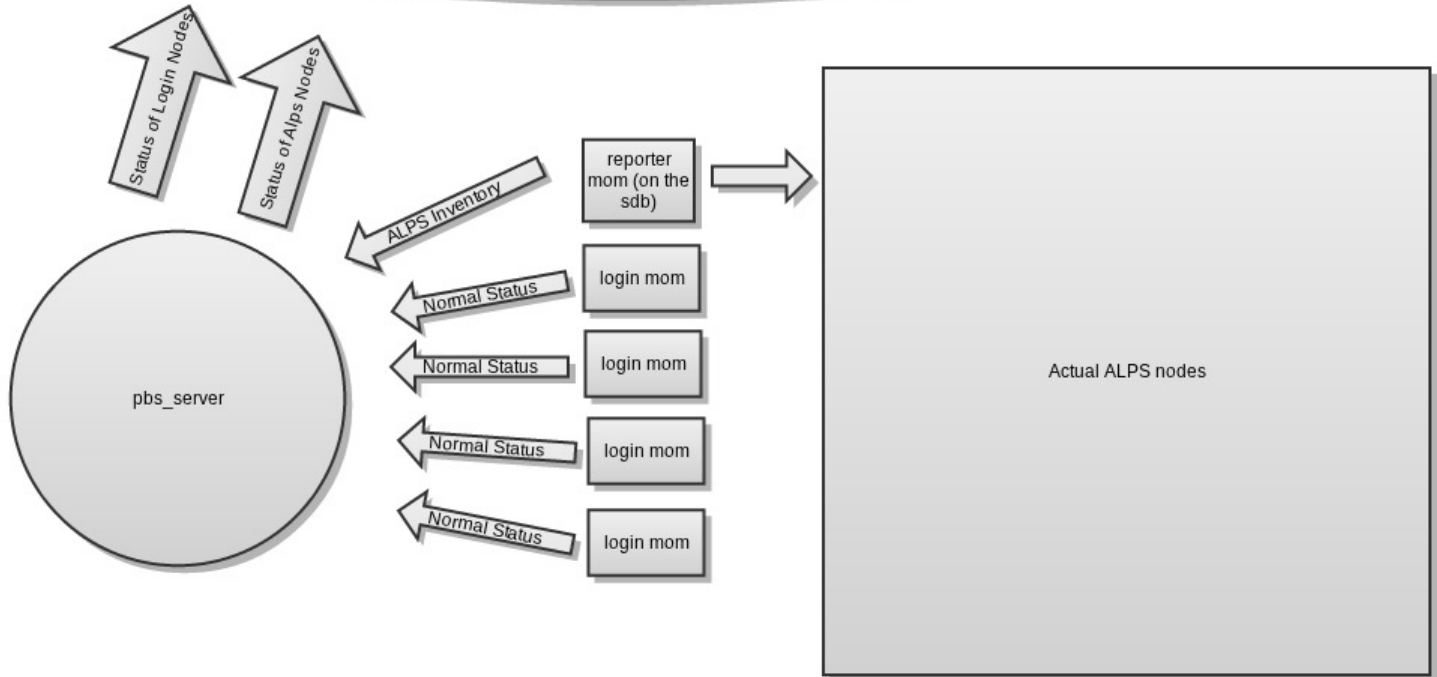 Status of Login Nodes
Status of Alps Nodes
reporter
mom (on the
sdb)
ALPS Inventory
login mom
Normal Status
login mom
Normal Status
Actual ALPS nodes
pbs_server
login mom
Normal Status
login mom
Normal Status